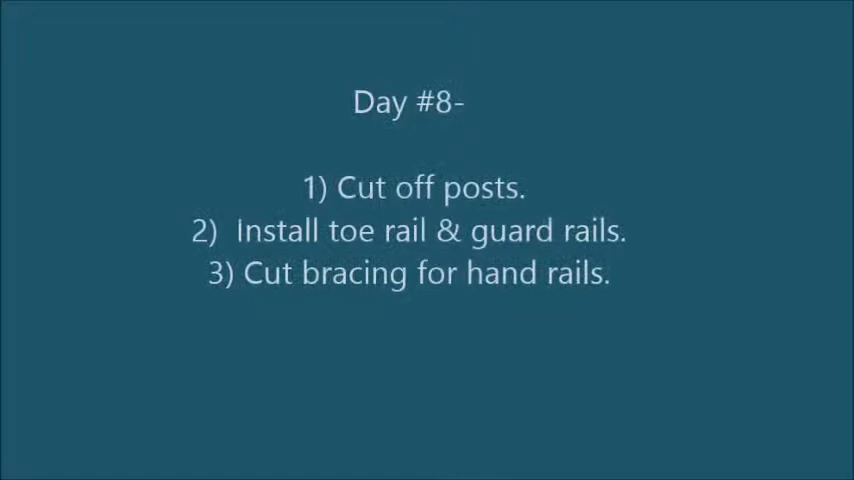 Day #8-
1) Cut off posts.
2)  Install toe rail & guard rails.
3) Cut bracing for hand rails.